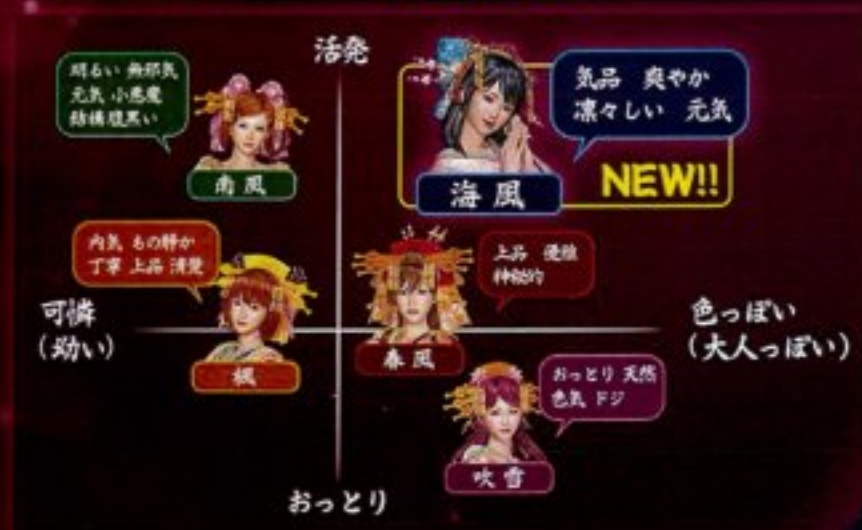 活発
明るい 無邪気
元気 小悪魔
結構腹黒い
南風
気品 爽やか
凛々しい 元気
海風
NEW!!
内気 もの静か
丁寧 上品 清楚
楓
上品 優雅
神秘的
春風
可憐
(幼い)
色っぽい
(大人っぽい)
おっとり 天然
色気 ドジ
吹雪
おっとり